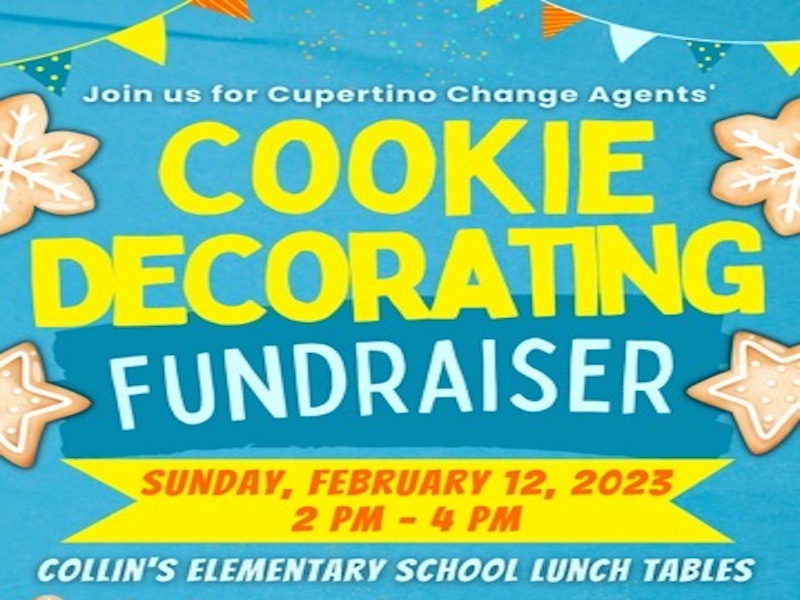 Join us for Cupertino Change Agents'
COOKIE
DECORATING
FUNDRAISER
SUNDAY, FEBRUARY 12, 2023
2 PM - 4 PM
COLLIN'S ELEMENTARY SCHOOL LUNCH TABLES